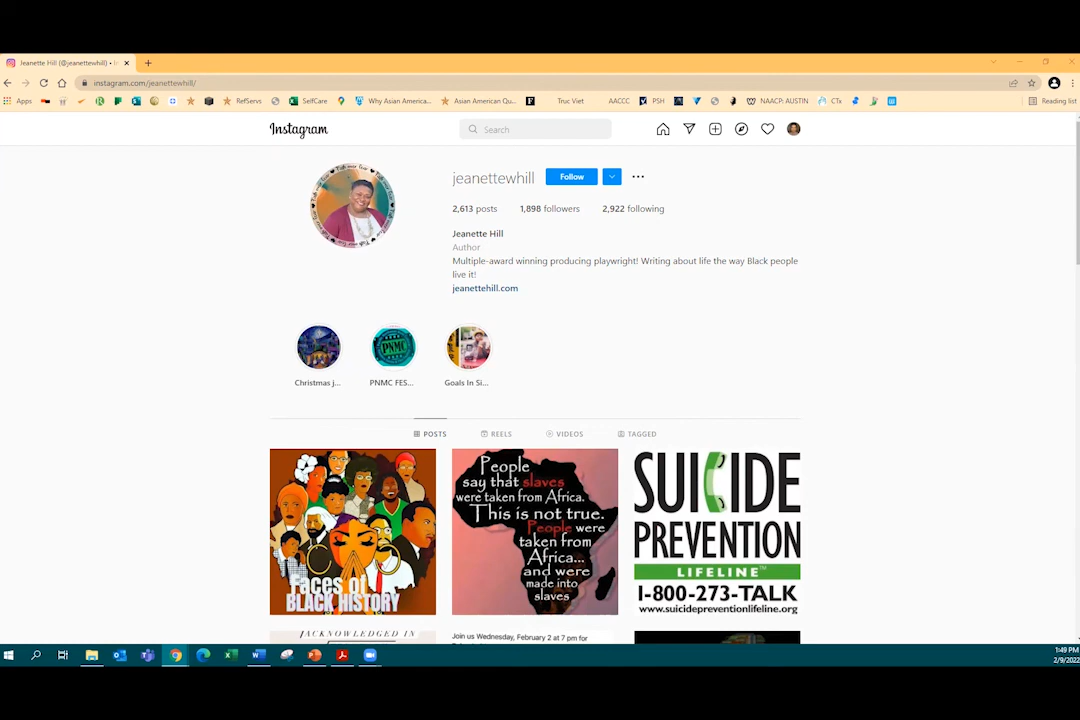 Jeanette Hill (@jeanettewhill) • In
instagram.com/jeanettewhill/
Apps
RefServs
SelfCare
Why Asian America...
Asian American Qu...
Truc Viet
AACCC
PSH
NAACP: AUSTIN
CTx
Reading list
Instagram
Search
jeanettewhill
Follow
2,613 posts 1,898 followers 2,922 following
Jeanette Hill
Author
Multiple-award winning producing playwright! Writing about life the way Black people
live it!
jeanettehill.com
Christmas j...
PNMC
PNMC FES...
Goals In Si...
POSTS
REELS
VIDEOS
TAGGED
Faces of
BLACK HISTORY
People
say that slaves
were taken from Africa.
This is not true.
People were
taken from
Africa...
and were
made into
slaves
SUICIDE
PREVENTION
LIFELINE™
1-800-273-TALK
www.suicidepreventionlifeline.org
ACKNOWLEDGED IN
Join us Wednesday, February 2 at 7 pm for
1:49 PM
2/9/2022